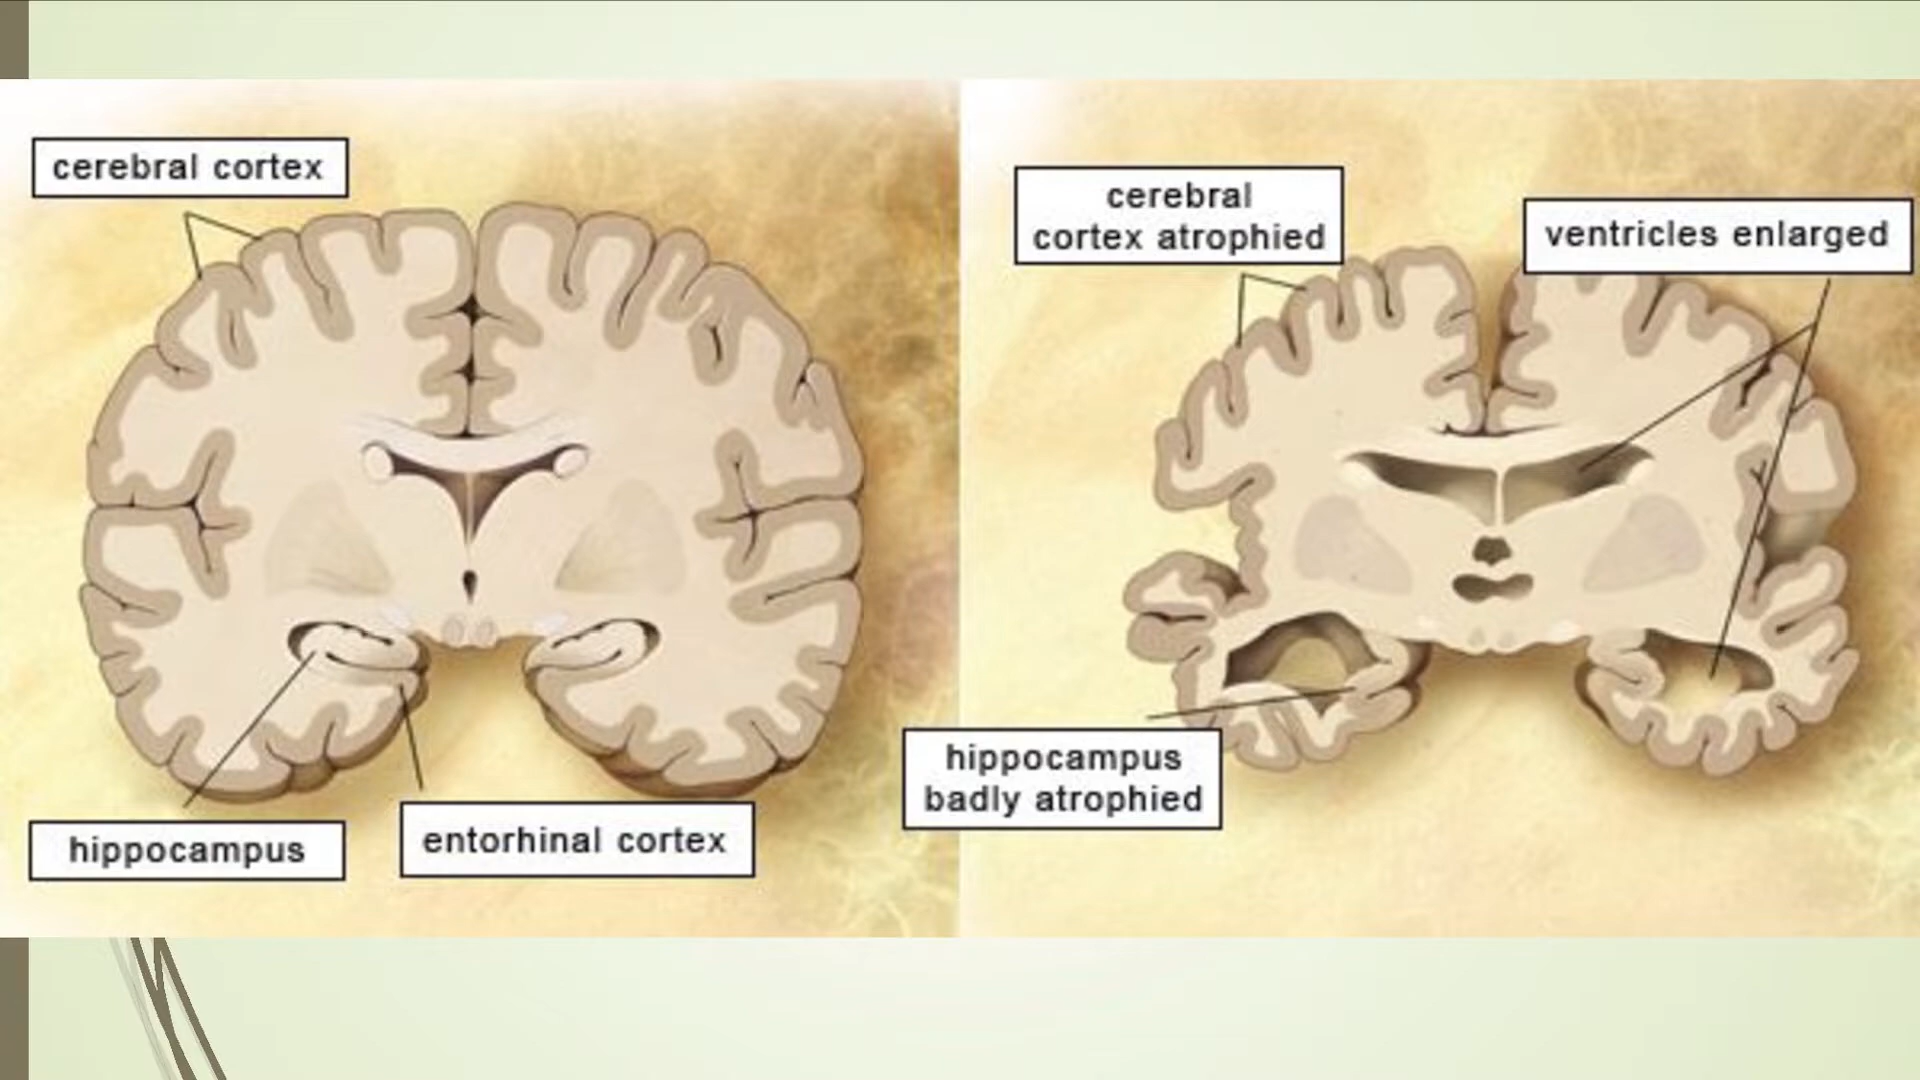 cerebral cortex
hippocampus
entorhinal cortex
cerebral
cortex atrophied
ventricles enlarged
hippocampus
badly atrophied